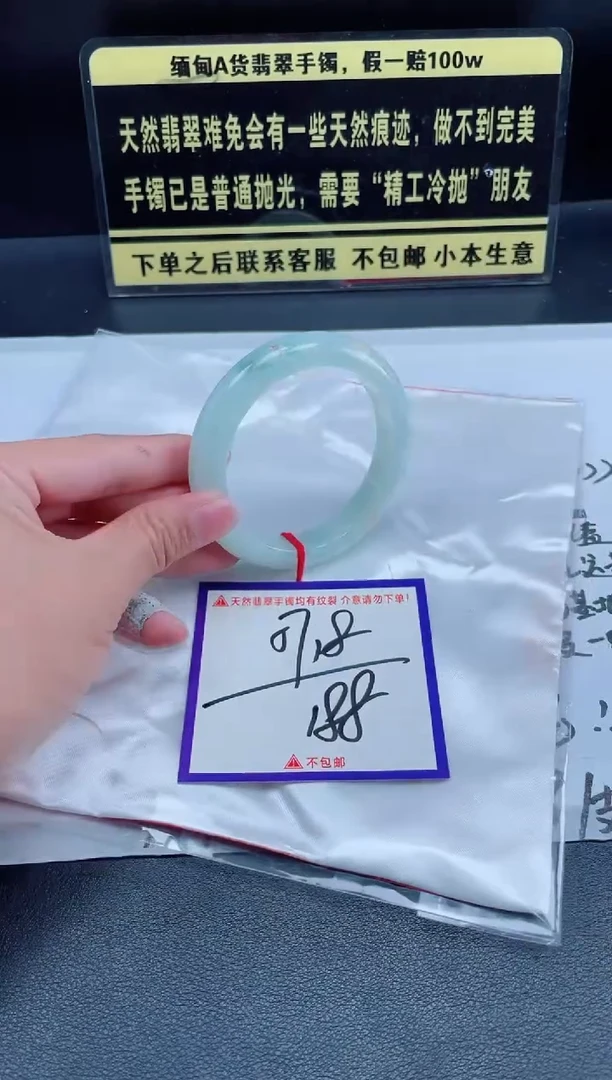 缅甸A货翡翠手镯，假一赔100w
天然翡翠难免会有一些天然痕迹，做不到完美
手镯已是普通抛光，需要“精工冷抛”朋友
下单之后联系客服 不包邮 小本生意
天然翡翠手镯均有纹裂 介意请勿下单！
188
不包邮